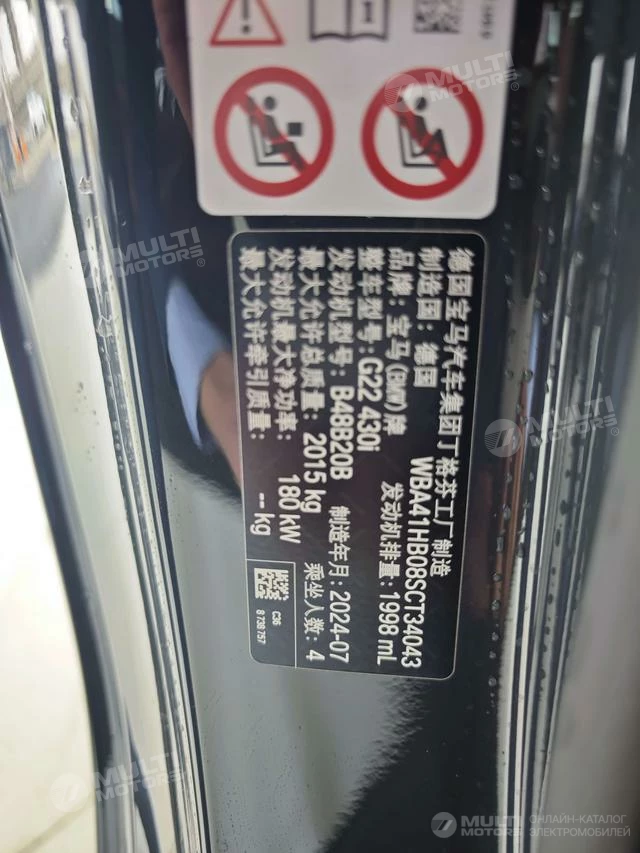 德国宝马汽车集团丁格芬工厂制造
制造国: 德国 WBA41HB08SCT34043
品牌: 宝马(BMW)牌 发动机排量: 1998 mL
整车型号: G22 430i
发动机型号: B48B20B 制造年月: 2024-07
最大允许总质量: 2015 kg 乘坐人数: 4
发动机最大净功率: 180 kW
最大允许牵引质量: -- kg
C36
8 738 757
MULTI
MOTORS
MULTI
MOTORS
MULTI
MOTORS
MULTI
MOTORS
MULTI
MOTORS
ОНЛАЙН-КАТАЛОГ
ЭЛЕКТРОМОБИЛЕЙ